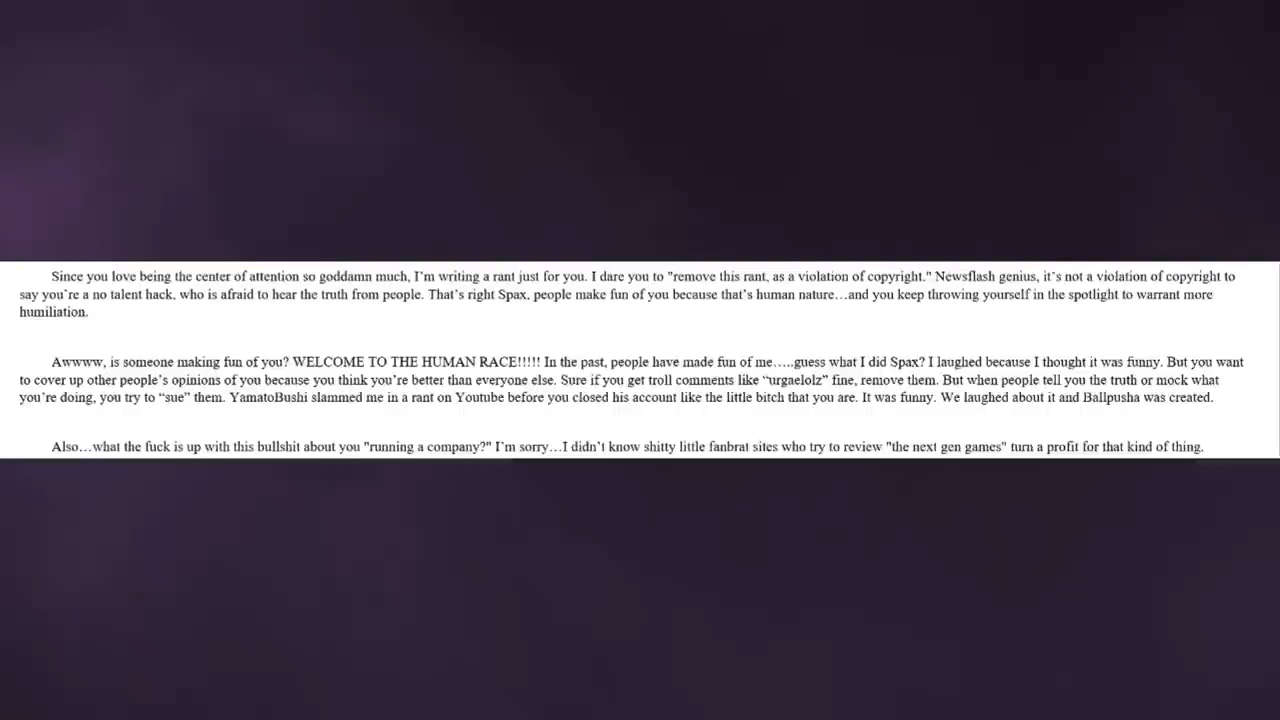 Since you love being the center of attention so goddamn much, I'm writing a rant just for you. I dare you to "remove this rant, as a violation of copyright." Newsflash genius, it's not a violation of copyright to
say you're a no talent hack, who is afraid to hear the truth from people. That's right Spax, people make fun of you because that's human nature…and you keep throwing yourself in the spotlight to warrant more
humiliation.
Awwww, is someone making fun of you? WELCOME TO THE HUMAN RACE!!!!! In the past, people have made fun of me…..guess what I did Spax? I laughed because I thought it was funny. But you want
to cover up other people's opinions of you because you think you're better than everyone else. Sure if you get troll comments like “urgaelolz” fine, remove them. But when people tell you the truth or mock what
you're doing, you try to “sue” them. YamatoBushi slammed me in a rant on Youtube before you closed his account like the little bitch that you are. It was funny. We laughed about it and Ballpusha was created.
Also…what the fuck is up with this bullshit about you "running a company?" I'm sorry…I didn't know shitty little fanbrat sites who try to review "the next gen games" turn a profit for that kind of thing.